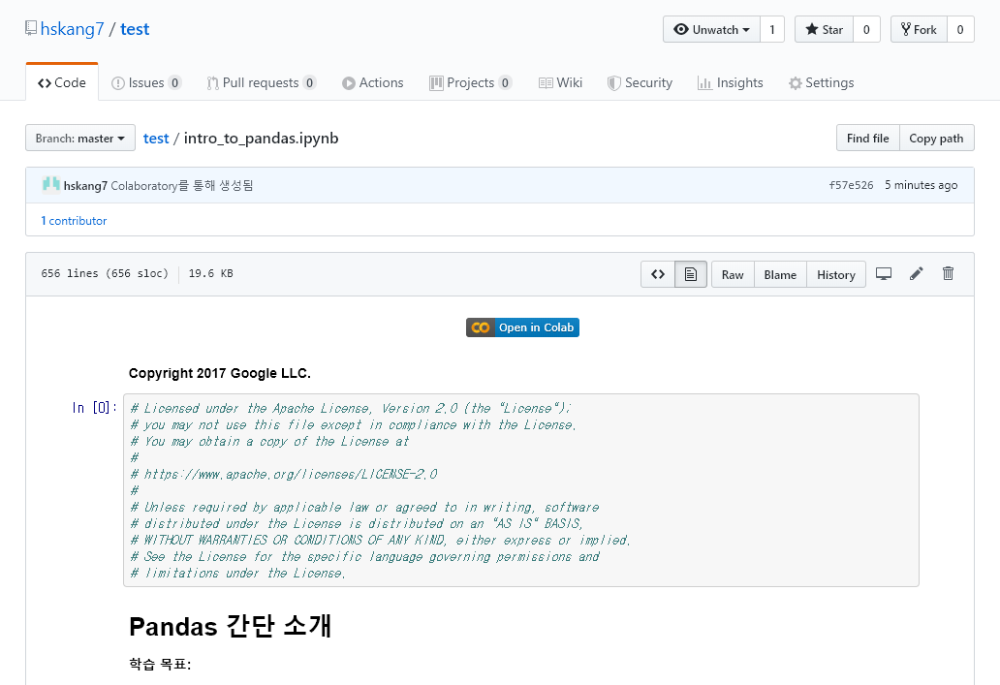 hskang7 / test
Unwatch 1 Star 0 Fork 0
Code Issues 0 Pull requests 0 Actions Projects 0 Wiki Security Insights Settings
Branch: master test / intro_to_pandas.ipynb Find file Copy path
hskang7 Colaboratory를 통해 생성됨 f57e526 5 minutes ago
1 contributor
656 lines (656 sloc) 19.6 KB Raw Blame History
CO Open in Colab
Copyright 2017 Google LLC.
In [0]: # Licensed under the Apache License, Version 2.0 (the "License");
# you may not use this file except in compliance with the License.
# You may obtain a copy of the License at
#
# https://www.apache.org/licenses/LICENSE-2.0
#
# Unless required by applicable law or agreed to in writing, software
# distributed under the License is distributed on an "AS IS" BASIS,
# WITHOUT WARRANTIES OR CONDITIONS OF ANY KIND, either express or implied.
# See the License for the specific language governing permissions and
# limitations under the License.
Pandas 간단 소개
학습 목표: